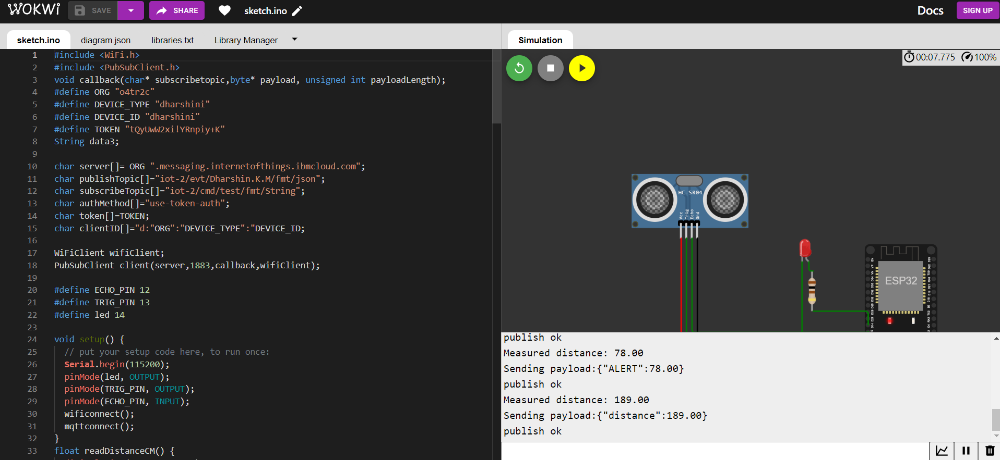 WOKWi
SAVE
SHARE
sketch.ino
Docs
SIGN UP
sketch.ino
diagram.json
libraries.txt
Library Manager
Simulation
1 #include <WiFi.h>
2 #include <PubSubClient.h>
3 void callback(char* subscribetopic,byte* payload, unsigned int payloadLength);
4 #define ORG "o4tr2c"
5 #define DEVICE_TYPE "dharshini"
6 #define DEVICE_ID "dharshini"
7 #define TOKEN "tQyUwW2xi!YRnpiy+K"
8 String data3;
9
10 char server[]= ORG ".messaging.internetofthings.ibmcloud.com";
11 char publishTopic[]="iot-2/evt/Dharshin.K.M/fmt/json";
12 char subscribeTopic[]="iot-2/cmd/test/fmt/String";
13 char authMethod[]="use-token-auth";
14 char token[]=TOKEN;
15 char clientID[]="d:"ORG":"DEVICE_TYPE":"DEVICE_ID;
16
17 WiFiClient wifiClient;
18 PubSubClient client(server,1883,callback,wifiClient);
19
20 #define ECHO_PIN 12
21 #define TRIG_PIN 13
22 #define led 14
23
24 void setup() {
25 // put your setup code here, to run once:
26 Serial.begin(115200);
27 pinMode(led, OUTPUT);
28 pinMode(TRIG_PIN, OUTPUT);
29 pinMode(ECHO_PIN, INPUT);
30 wificonnect();
31 mqttconnect();
32 }
33 float readDistanceCM() {
00:07.775 100%
HC-SR04
Vcc
Trig
Echo
Gnd
ESP32
publish ok
Measured distance: 78.00
Sending payload:{"ALERT":78.00}
publish ok
Measured distance: 189.00
Sending payload:{"distance":189.00}
publish ok